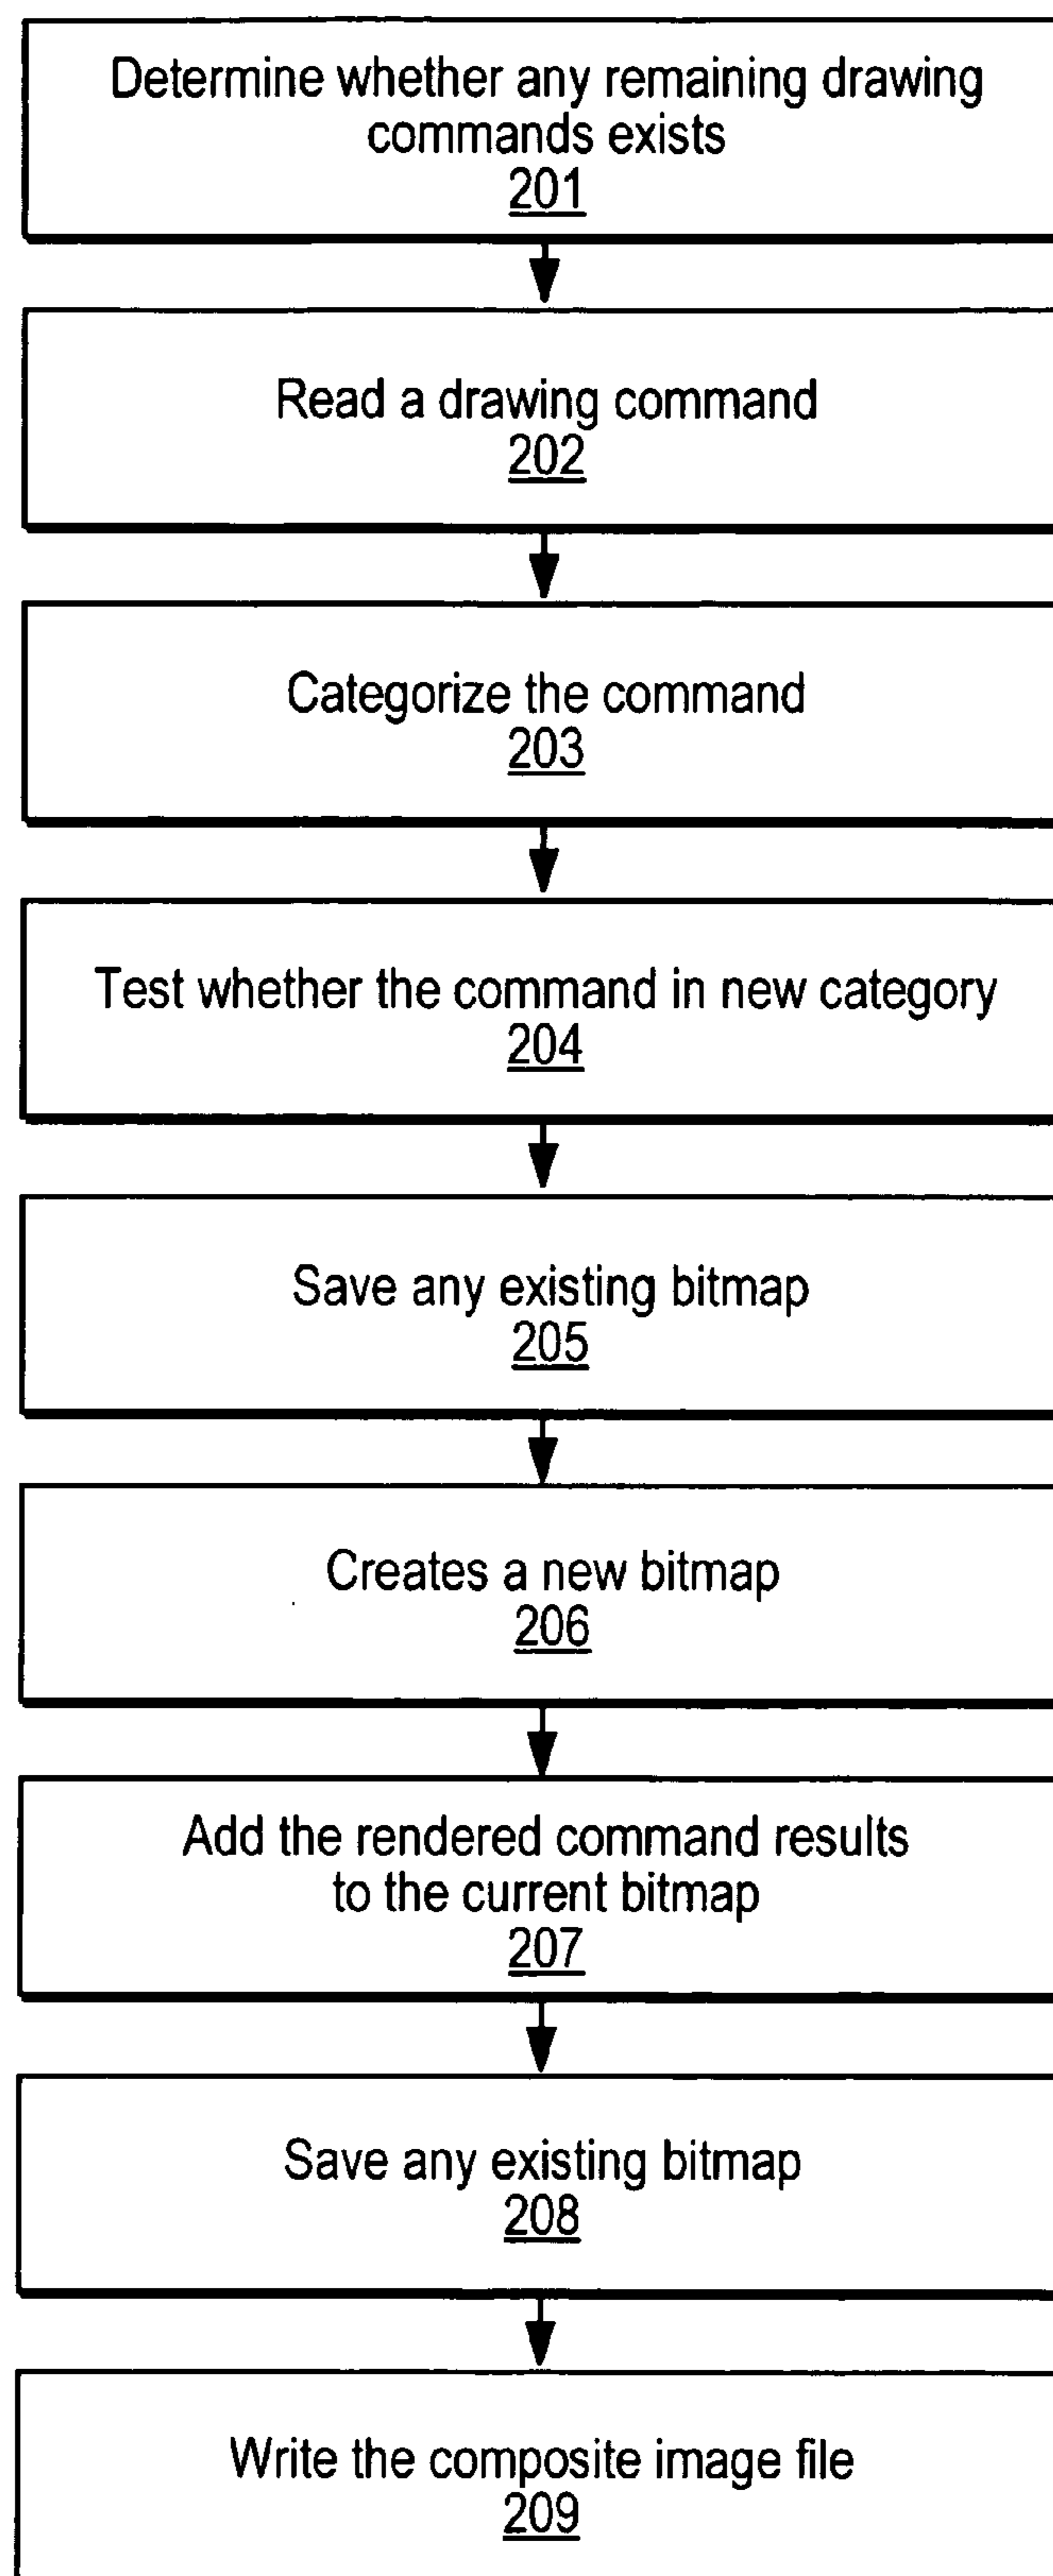 Determine whether any remaining drawing
commands exists
201
Read a drawing command
202
Categorize the command
203
Test whether the command in new category
204
Save any existing bitmap
205
Creates a new bitmap
206
Add the rendered command results
to the current bitmap
207
Save any existing bitmap
208
Write the composite image file
209